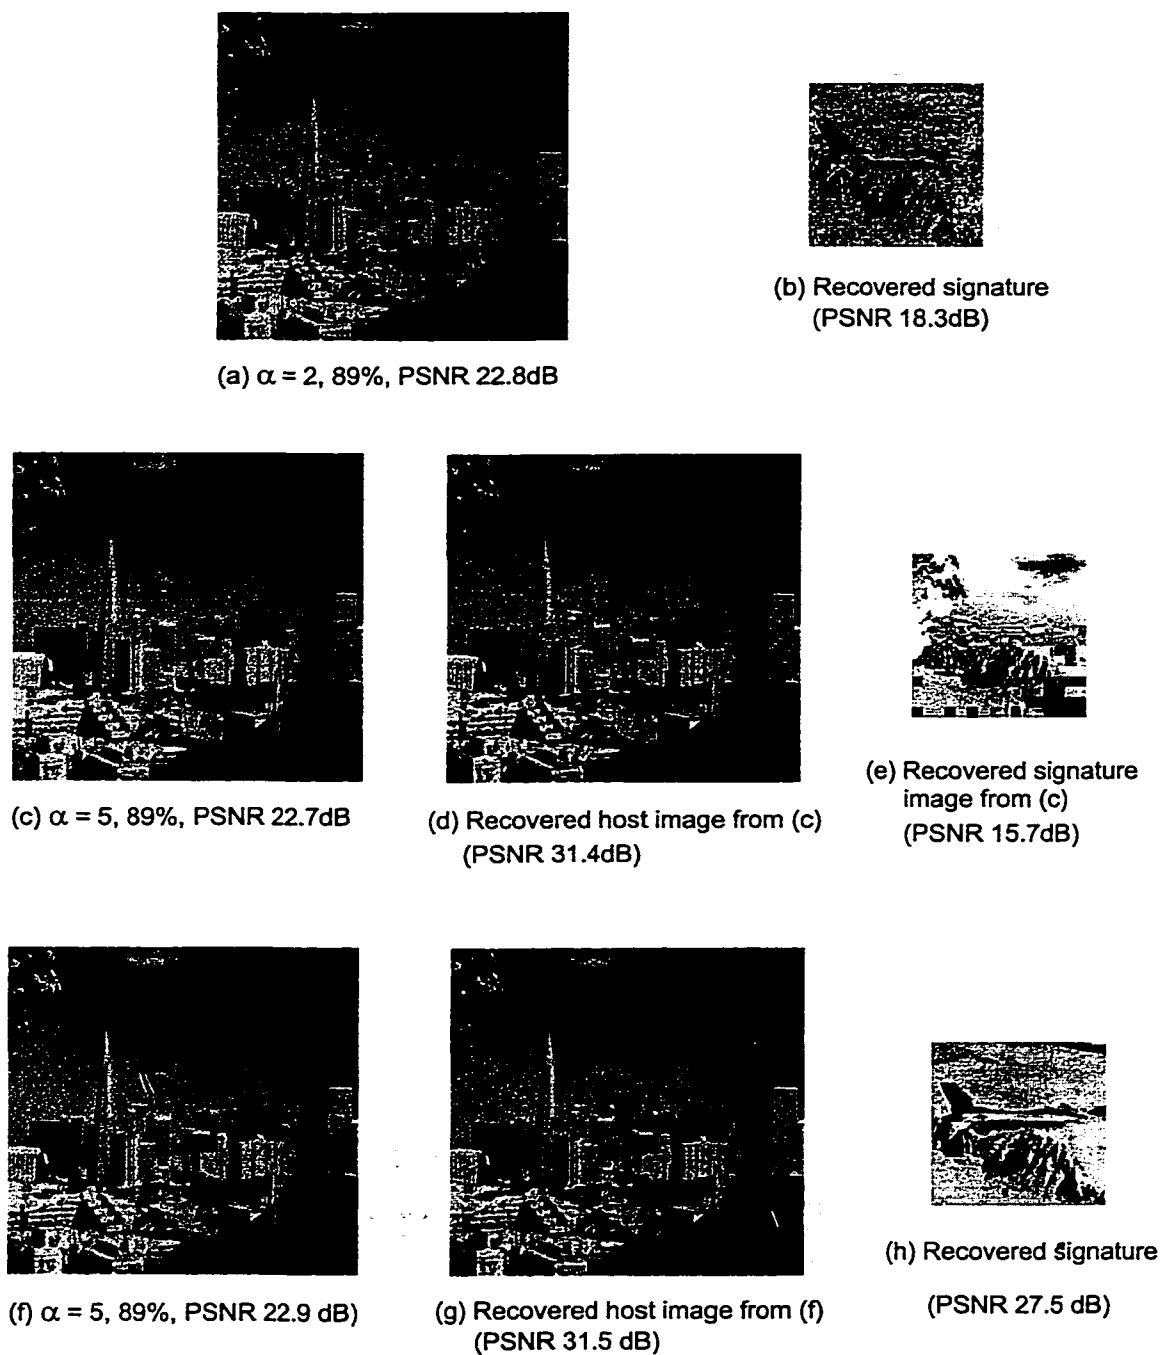 (b) Recovered signature
(PSNR 18.3dB)
(a) α = 2, 89%, PSNR 22.8dB
(c) α = 5, 89%, PSNR 22.7dB
(d) Recovered host image from (c)
(PSNR 31.4dB)
(e) Recovered signature
image from (c)
(PSNR 15.7dB)
(f) α = 5, 89%, PSNR 22.9 dB)
(g) Recovered host image from (f)
(PSNR 31.5 dB)
(h) Recovered signature
(PSNR 27.5 dB)